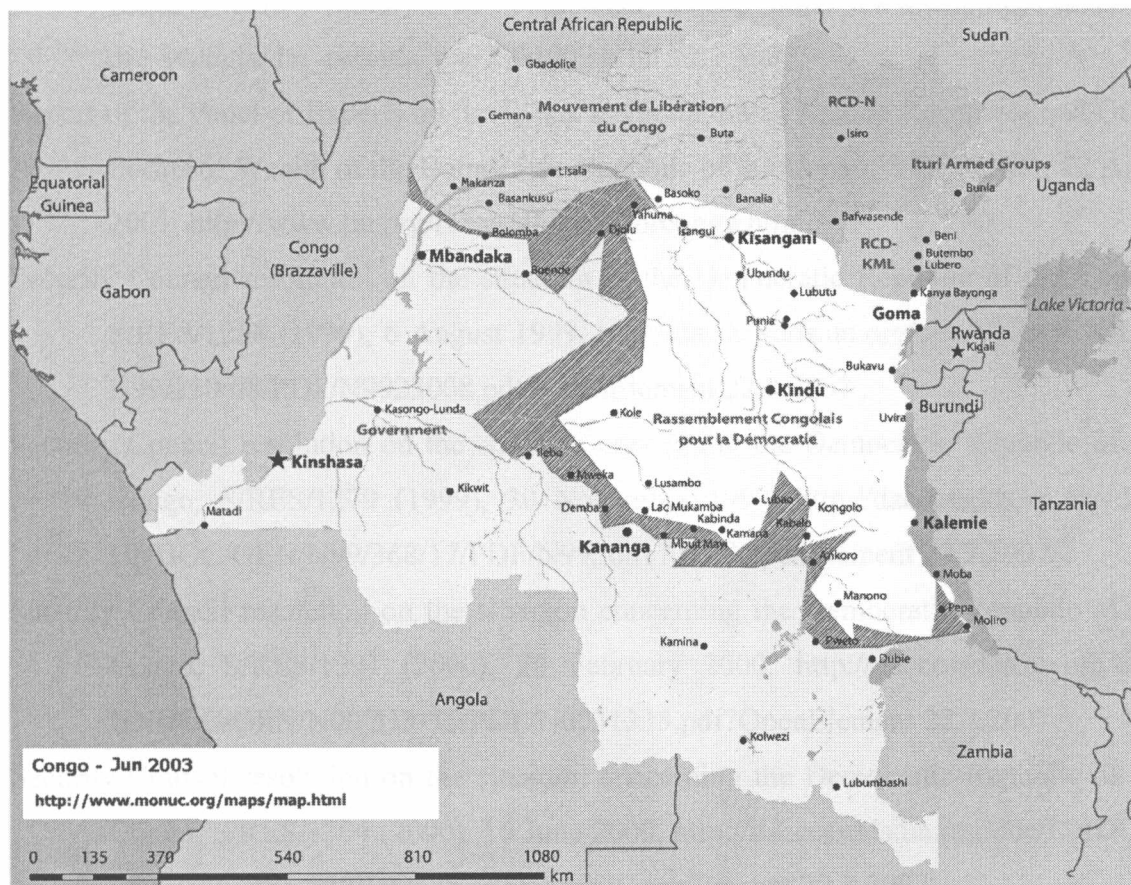 Central African Republic
Sudan
Cameroon
Gbadolite
Mouvement de Libération
du Congo
RCD-N
Gemana
Buta
Isiro
Ituri Armed Groups
Equatorial
Guinea
Lisala
Makanza
Basankusu
Basoko
Banalia
Bunia
Uganda
Yahuma
Bafwasende
Congo
(Brazzaville)
Bolomba
Djolu
Isangui
Kisangani
RCD-
KML
Beni
Butembo
Lubero
Mbandaka
Boende
Ubundu
Gabon
Lubutu
Kanya Bayonga
Lake Victoria
Punia
Goma
Rwanda
Kigali
Bukavu
Kindu
Kasongo-Lunda
Government
Kole
Rassemblement Congolais
pour la Démocratie
Uvira
Burundi
Kinshasa
Ileba
Mweka
Kikwit
Lusambo
Lubao
Kongolo
Tanzania
Matadi
Demba
Lac Mukamba
Kabinda
Kabalo
Kalemie
Kananga
Mbuit Mayi
Kamana
Ankoro
Moba
Manono
Pepa
Moliro
Kamina
Pweto
Dubie
Angola
Kolwezi
Zambia
Lubumbashi
Congo - Jun 2003
http://www.monuc.org/maps/map.html
0 135 370 540 810 1080
km